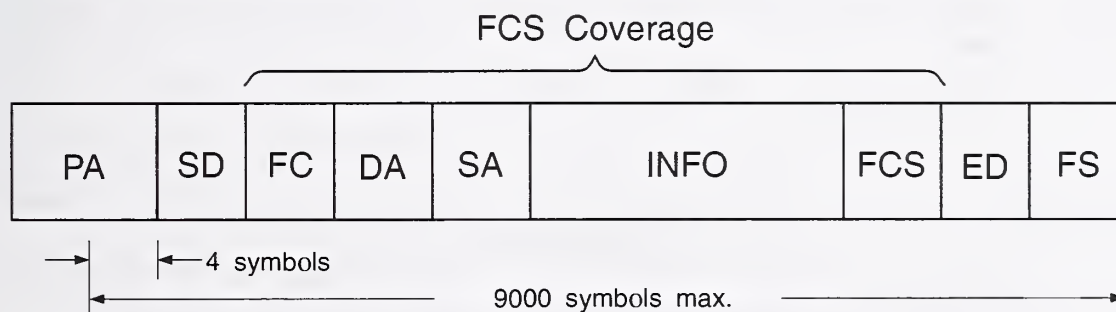 FCS Coverage
PA SD FC DA SA INFO FCS ED FS
4 symbols
9000 symbols max.